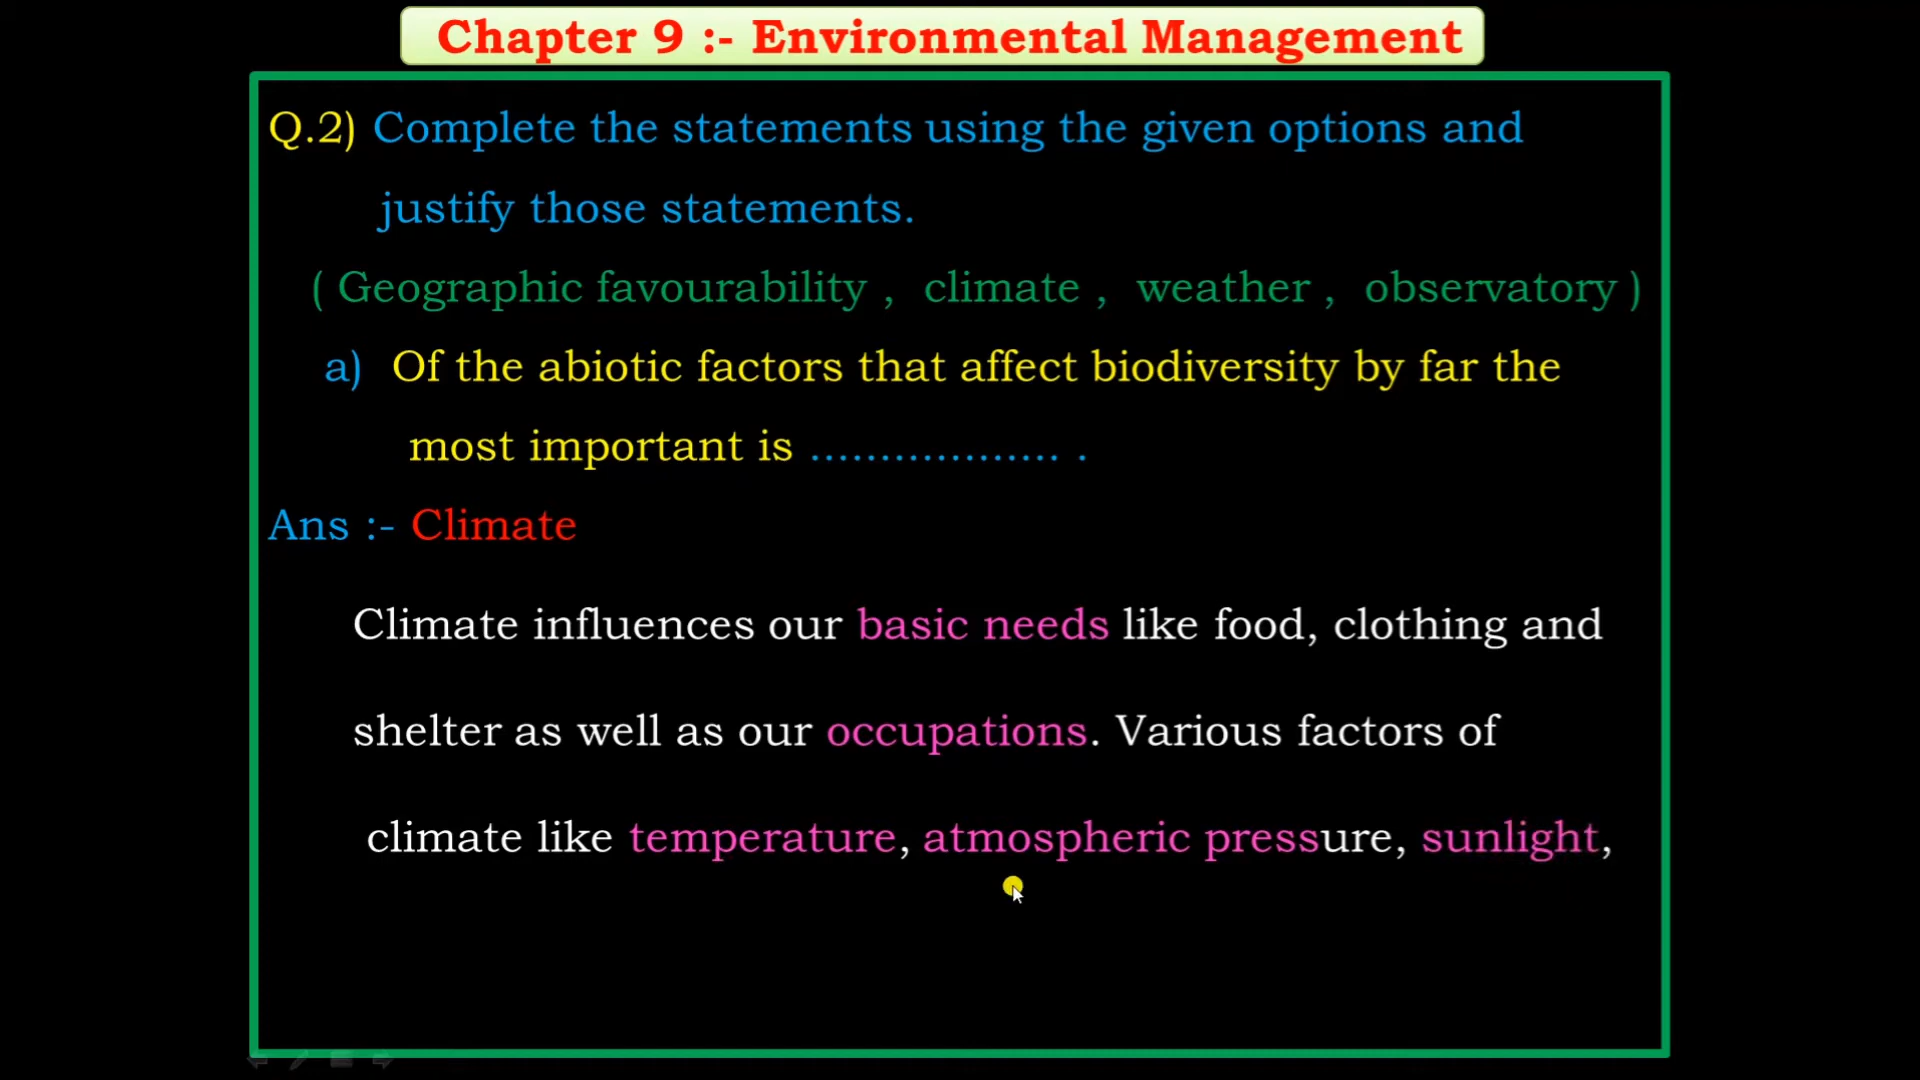 Chapter 9 :- Environmental Management
Q.2) Complete the statements using the given options and
justify those statements.
( Geographic favourability , climate , weather , observatory )
a) Of the abiotic factors that affect biodiversity by far the
most important is .................. .
Ans :- Climate
Climate influences our basic needs like food, clothing and
shelter as well as our occupations. Various factors of
climate like temperature, atmospheric pressure, sunlight,